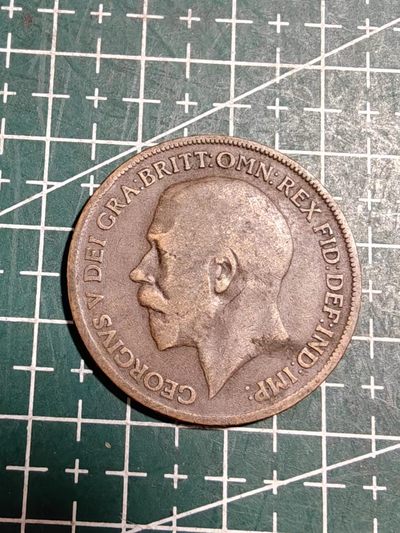 GEORGIVS V DEI GRA:BRITT:OMN:REX FID:DEF:IND:IMP: